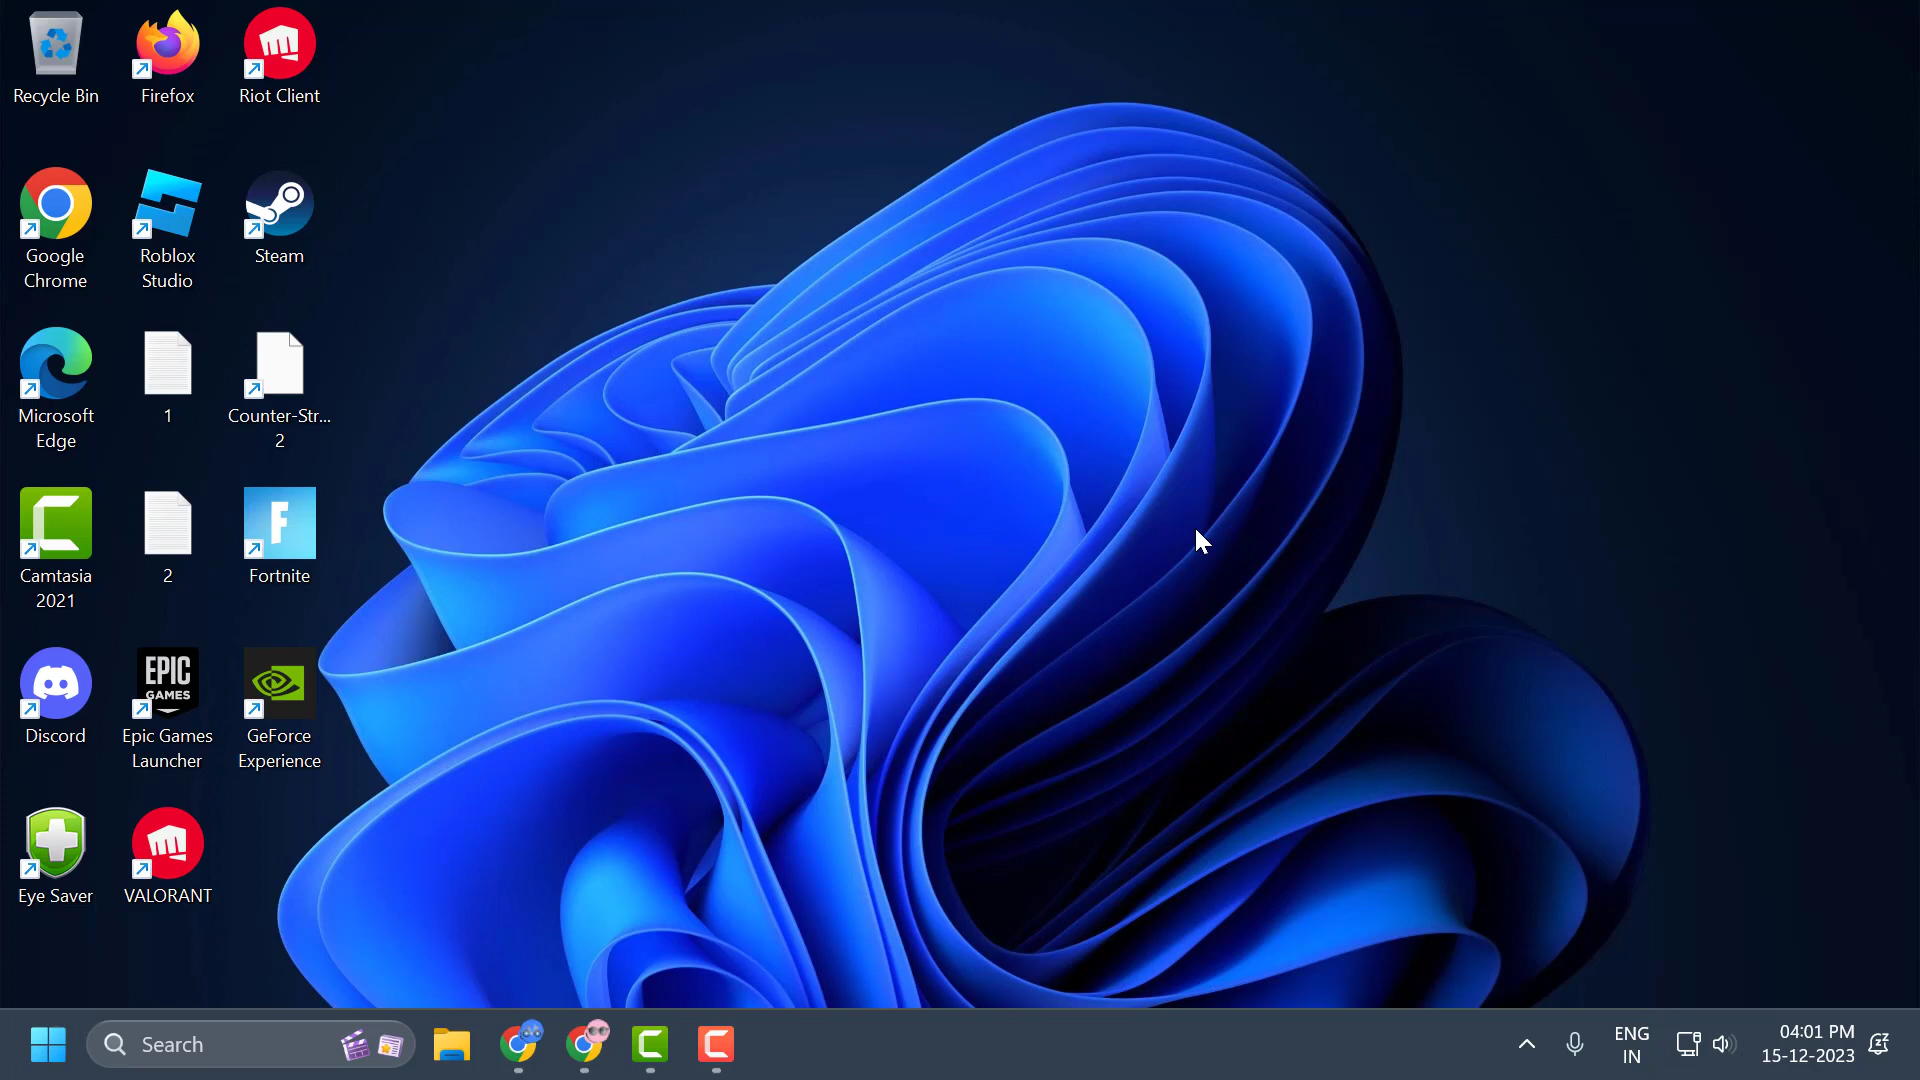 Recycle Bin
Firefox
Riot Client
Google
Chrome
Roblox
Studio
Steam
Microsoft
Edge
1
Counter-Str...
2
Camtasia
2021
2
F
Fortnite
Discord
EPIC
GAMES
Epic Games
Launcher
GeForce
Experience
Eye Saver
VALORANT
Search
ENG
IN
04:01 PM
15-12-2023